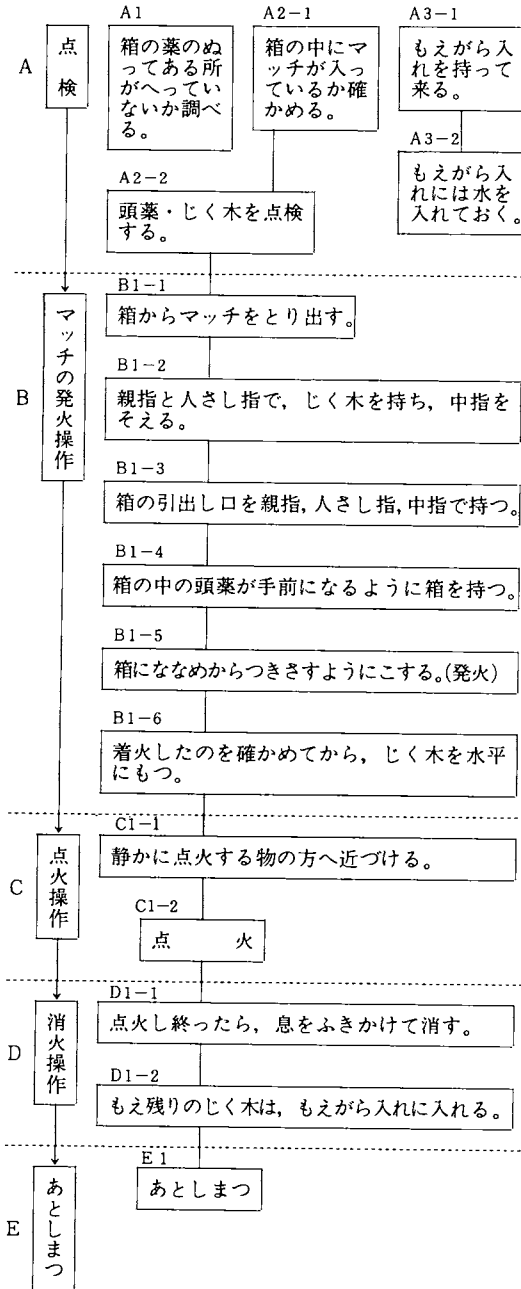 A
点検
A1
箱の薬のぬ
ってある所
がへってい
ないか調べ
る。
A2-1
箱の中にマ
ッチが入っ
ているか確
かめる。
A3-1
もえがら入
れを持って
来る。
A3-2
もえがら入
れには水を
入れておく。
A2-2
頭薬・じく木を点検
する。
B
マッチの発火操作
B1-1
箱からマッチをとり出す。
B1-2
親指と人さし指で,じく木を持ち,中指を
そえる。
B1-3
箱の引出し口を親指,人さし指,中指で持つ。
B1-4
箱の中の頭薬が手前になるように箱を持つ。
B1-5
箱にななめからつきさすようにこする。(発火)
B1-6
着火したのを確かめてから,じく木を水平
にもつ。
C
点火操作
C1-1
静かに点火する物の方へ近づける。
C1-2
点 火
D
消火操作
D1-1
点火し終ったら,息をふきかけて消す。
D1-2
もえ残りのじく木は,もえがら入れに入れる。
E
あとしまつ
E1
あとしまつ